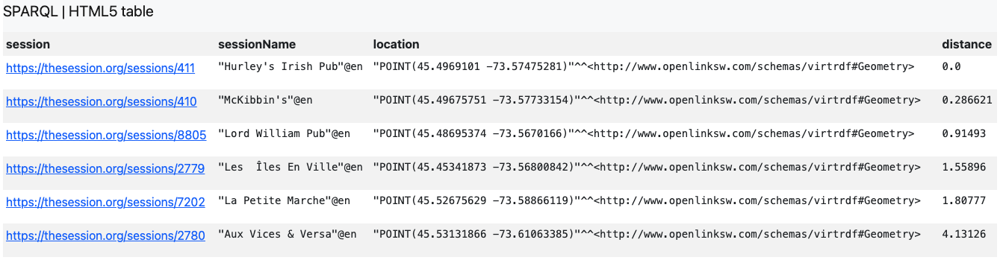 SPARQL | HTML5 table
session sessionName location distance
https://thesession.org/sessions/411 "Hurley's Irish Pub"@en "POINT(45.4969101 -73.57475281)"^^<http://www.openlinksw.com/schemas/virtrdf#Geometry> 0.0
https://thesession.org/sessions/410 "McKibbin's"@en "POINT(45.49675751 -73.57733154)"^^<http://www.openlinksw.com/schemas/virtrdf#Geometry> 0.286621
https://thesession.org/sessions/8805 "Lord William Pub"@en "POINT(45.48695374 -73.5670166)"^^<http://www.openlinksw.com/schemas/virtrdf#Geometry> 0.91493
https://thesession.org/sessions/2779 "Les  Îles En Ville"@en "POINT(45.45341873 -73.56800842)"^^<http://www.openlinksw.com/schemas/virtrdf#Geometry> 1.55896
https://thesession.org/sessions/7202 "La Petite Marche"@en "POINT(45.52675629 -73.58866119)"^^<http://www.openlinksw.com/schemas/virtrdf#Geometry> 1.80777
https://thesession.org/sessions/2780 "Aux Vices & Versa"@en "POINT(45.53131866 -73.61063385)"^^<http://www.openlinksw.com/schemas/virtrdf#Geometry> 4.13126